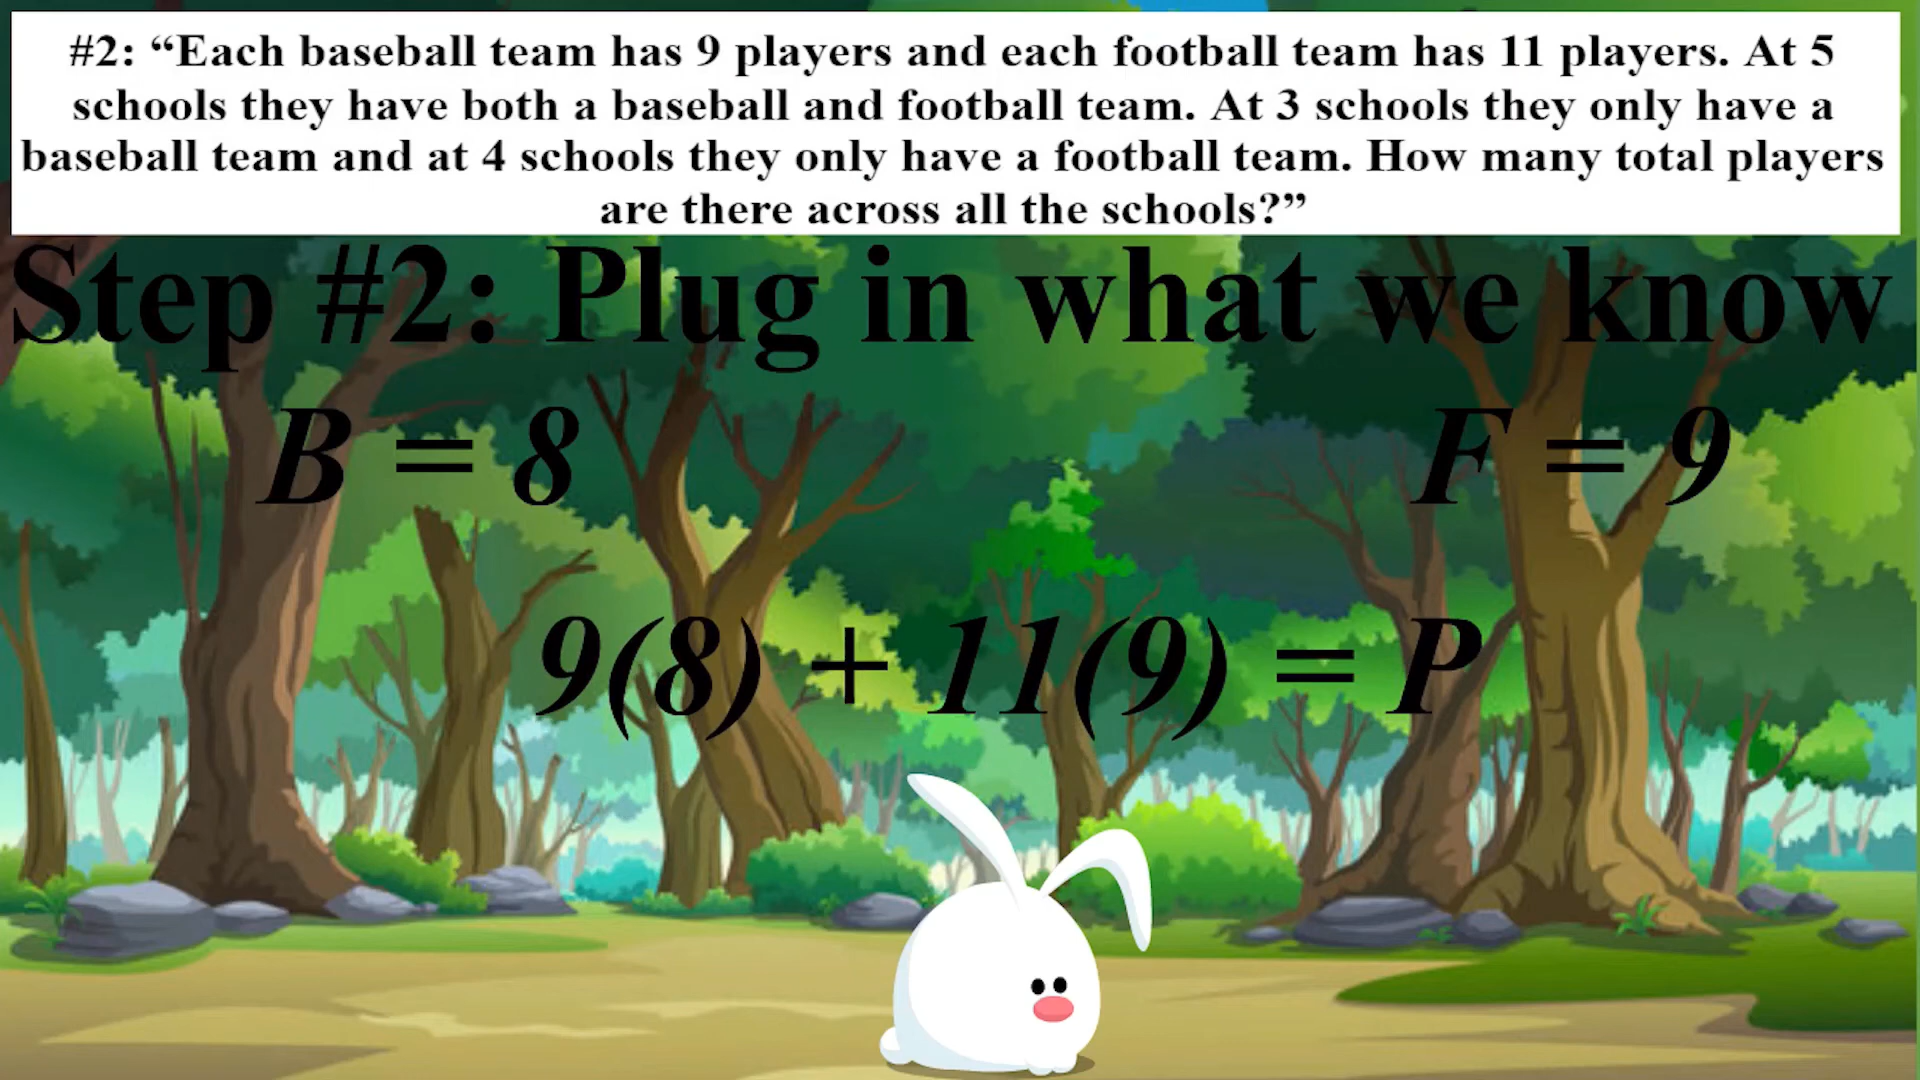 #2: “Each baseball team has 9 players and each football team has 11 players. At 5
schools they have both a baseball and football team. At 3 schools they only have a
baseball team and at 4 schools they only have a football team. How many total players
are there across all the schools?”
Step #2: Plug in what we know
B = 8
F = 9
9(8) + 11(9) = P